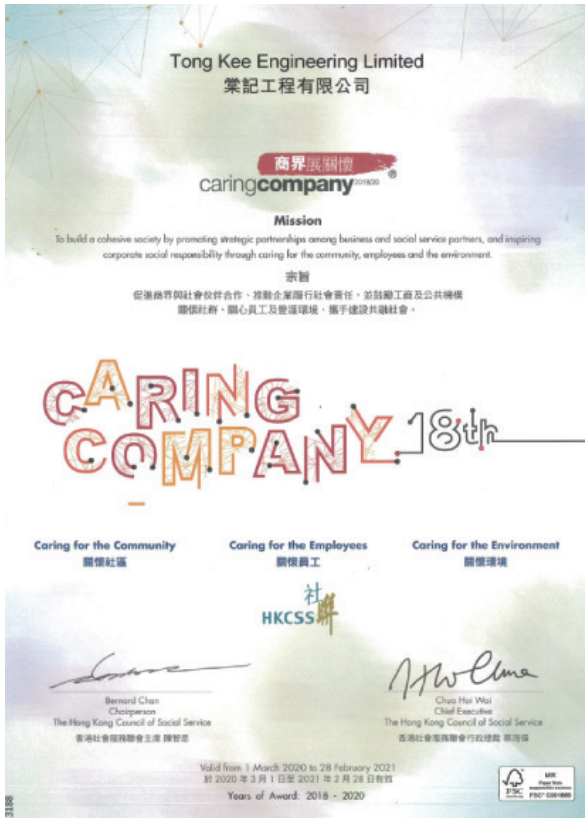 Tong Kee Engineering Limited
棠記工程有限公司
商界展關懷
caringcompany 2019/20 ®
Mission
To build a cohesive society by promoting strategic partnerships among business and social service partners, and inspiring
corporate social responsibility through caring for the community, employees and the environment.
宗旨
促進商界與社會伙伴合作、推動企業履行社會責任，並鼓勵工商及公共機構
關懷社群、關心員工及愛護環境，攜手建設共融社會。
CARING
COMPANY 18th
Caring for the Community
Caring for the Employees
Caring for the Environment
關懷社區
關懷員工
關懷環境
社
HKCSS 聯
Bernard Chan
Chua Hoi Wai
Chairperson
Chief Executive
The Hong Kong Council of Social Service
The Hong Kong Council of Social Service
香港社會服務聯會主席 陳智思
香港社會服務聯會行政總裁 蔡海偉
Valid from 1 March 2020 to 28 February 2021
於 2020 年 3 月 1 日至 2021 年 2 月 28 日有效
Years of Award: 2018 - 2020
3188
FSC
MIX
Paper from
responsible sources